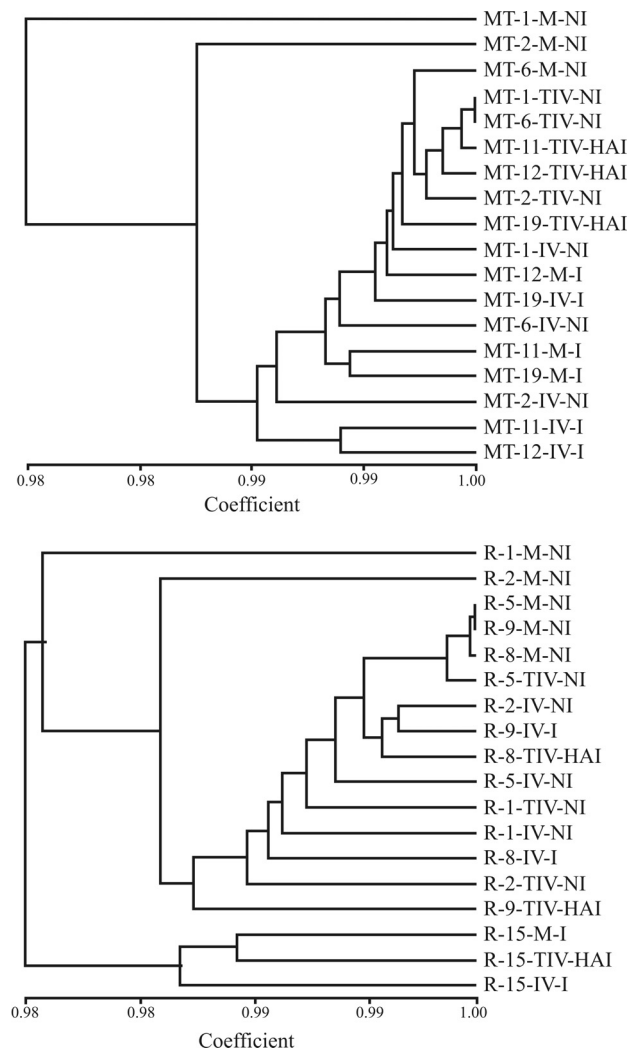 MT-1-M-NI
MT-2-M-NI
MT-6-M-NI
MT-1-TIV-NI
MT-6-TIV-NI
MT-11-TIV-HAI
MT-12-TIV-HAI
MT-2-TIV-NI
MT-19-TIV-HAI
MT-1-IV-NI
MT-12-M-I
MT-19-IV-I
MT-6-IV-NI
MT-11-M-I
MT-19-M-I
MT-2-IV-NI
MT-11-IV-I
MT-12-IV-I
0.98 0.98 0.99 0.99 1.00
Coefficient
R-1-M-NI
R-2-M-NI
R-5-M-NI
R-9-M-NI
R-8-M-NI
R-5-TIV-NI
R-2-IV-NI
R-9-IV-I
R-8-TIV-HAI
R-5-IV-NI
R-1-TIV-NI
R-1-IV-NI
R-8-IV-I
R-2-TIV-NI
R-9-TIV-HAI
R-15-M-I
R-15-TIV-HAI
R-15-IV-I
0.98 0.98 0.99 0.99 1.00
Coefficient